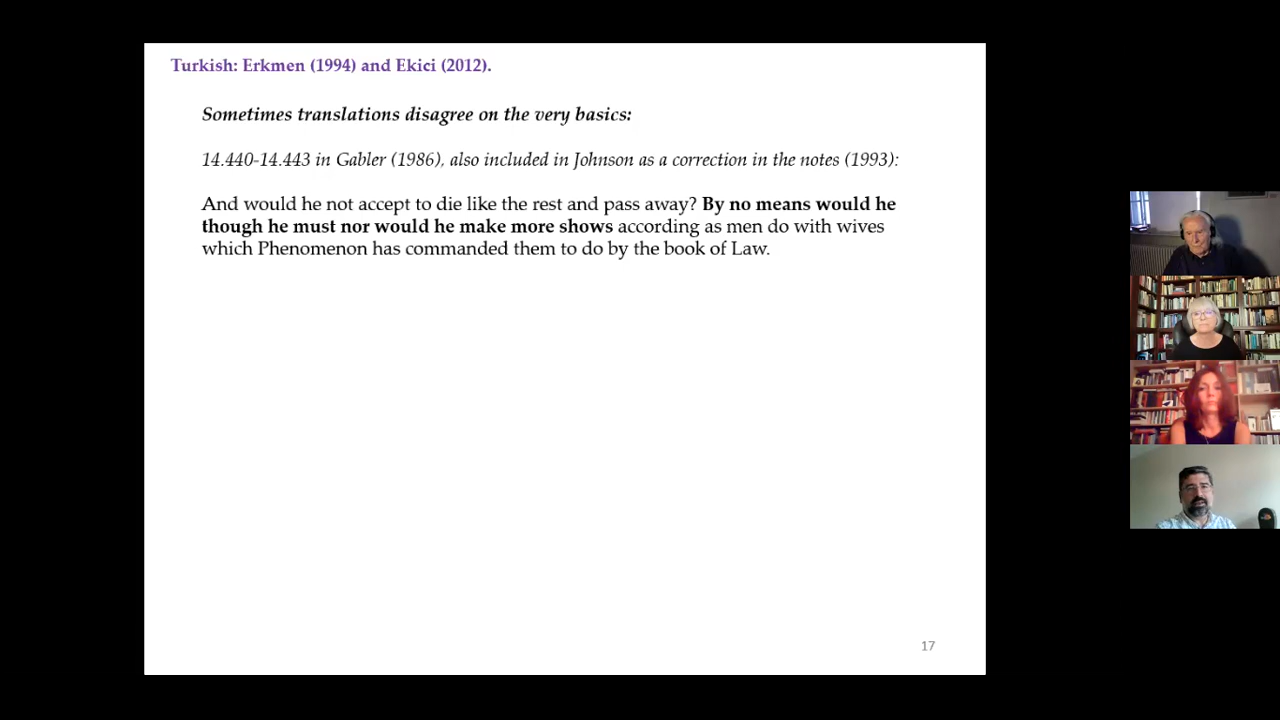 Turkish: Erkmen (1994) and Ekici (2012).
Sometimes translations disagree on the very basics:
14.440-14.443 in Gabler (1986), also included in Johnson as a correction in the notes (1993):
And would he not accept to die like the rest and pass away? By no means would he
though he must nor would he make more shows according as men do with wives
which Phenomenon has commanded them to do by the book of Law.
17